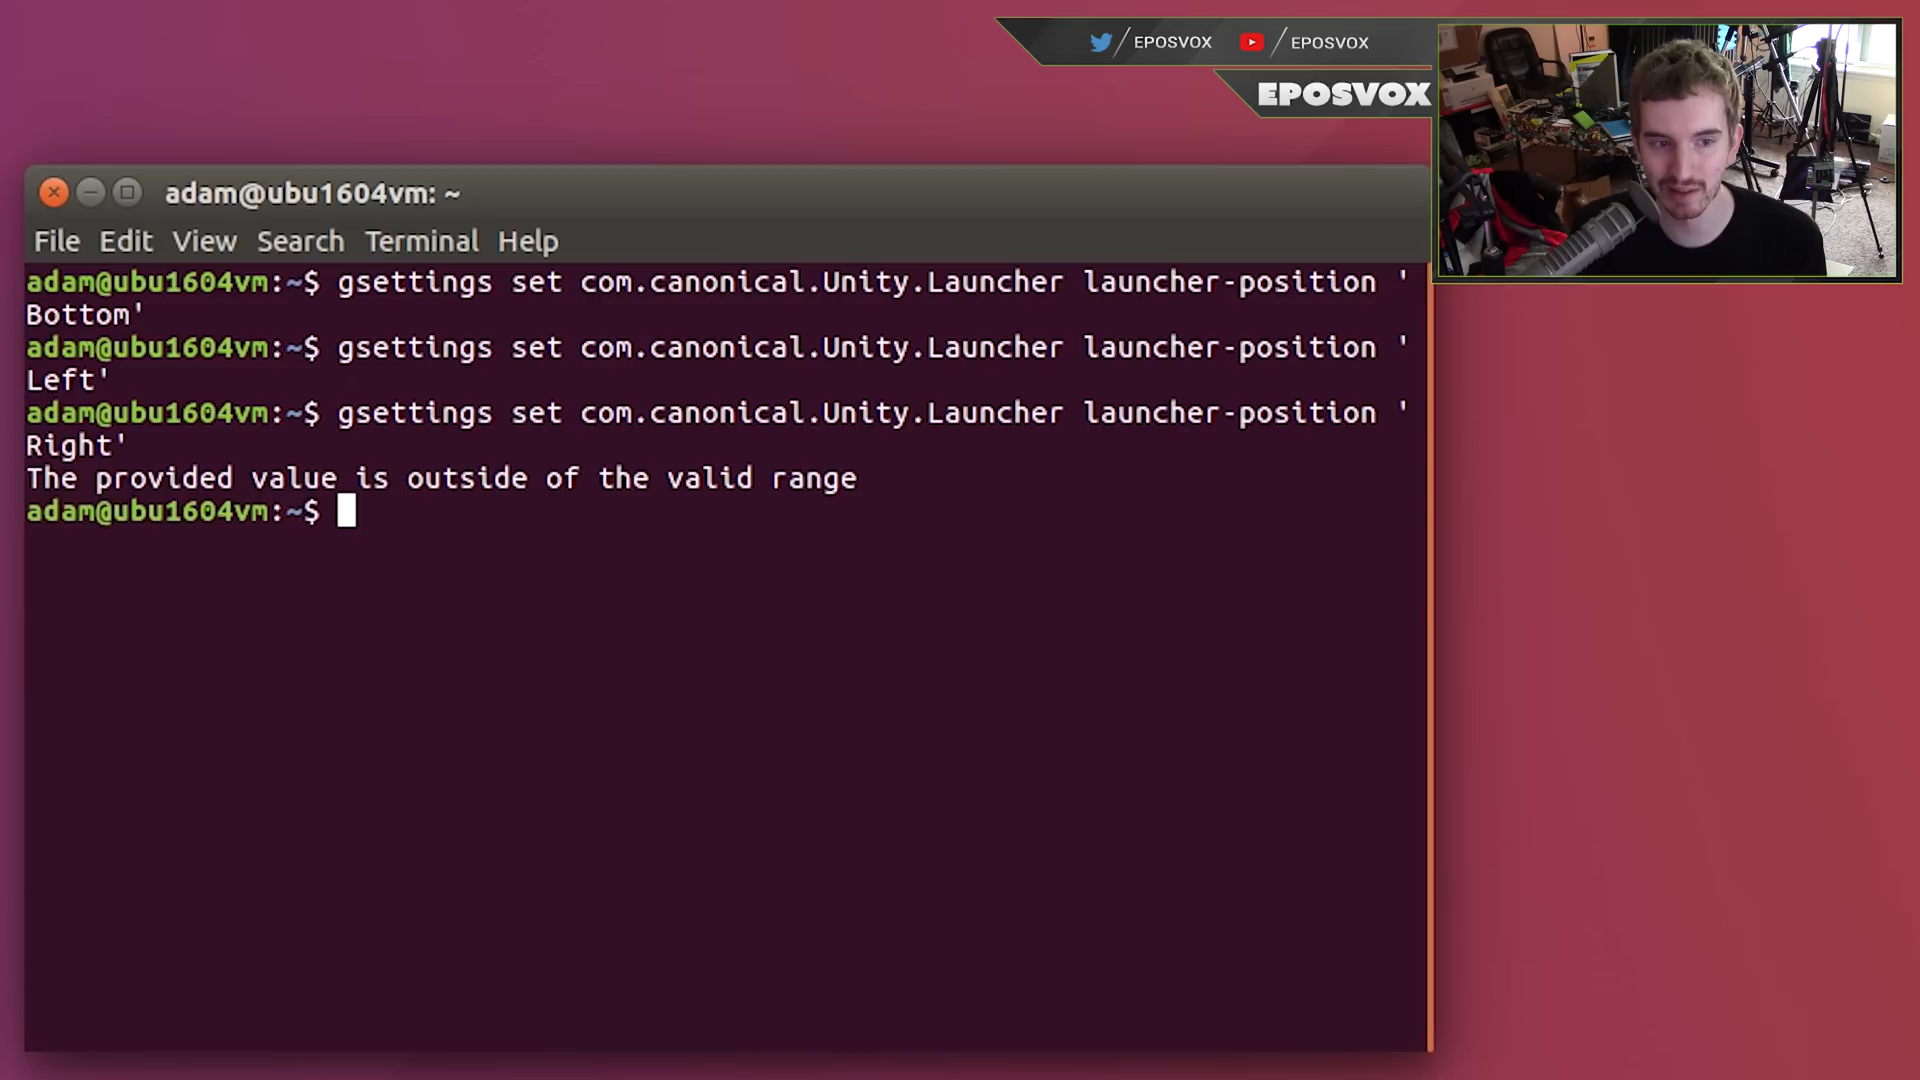 EPOSVOX EPOSVOX
EPOSVOX
adam@ubu1604vm: ~
File Edit View Search Terminal Help
adam@ubu1604vm:~$ gsettings set com.canonical.Unity.Launcher launcher-position '
Bottom'
adam@ubu1604vm:~$ gsettings set com.canonical.Unity.Launcher launcher-position '
Left'
adam@ubu1604vm:~$ gsettings set com.canonical.Unity.Launcher launcher-position '
Right'
The provided value is outside of the valid range
adam@ubu1604vm:~$